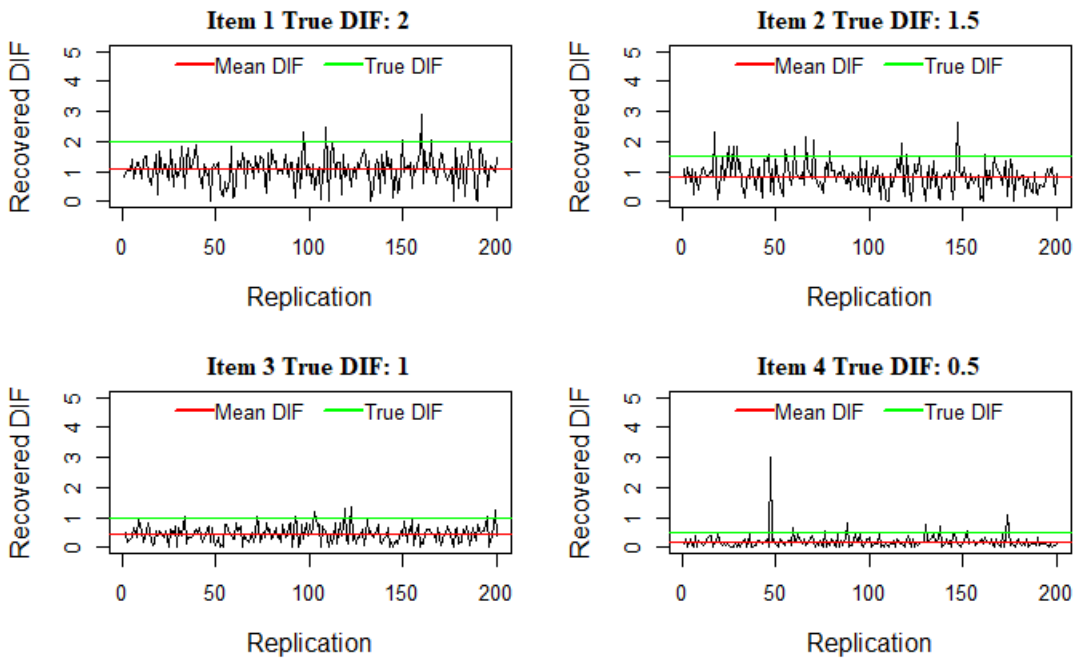 Item 1 True DIF: 2
Recovered DIF
5
4
3
2
1
0
Mean DIF
True DIF
0
50
100
150
200
Replication
Item 2 True DIF: 1.5
Recovered DIF
5
4
3
2
1
0
Mean DIF
True DIF
0
50
100
150
200
Replication
Item 3 True DIF: 1
Recovered DIF
5
4
3
2
1
0
Mean DIF
True DIF
0
50
100
150
200
Replication
Item 4 True DIF: 0.5
Recovered DIF
5
4
3
2
1
0
Mean DIF
True DIF
0
50
100
150
200
Replication